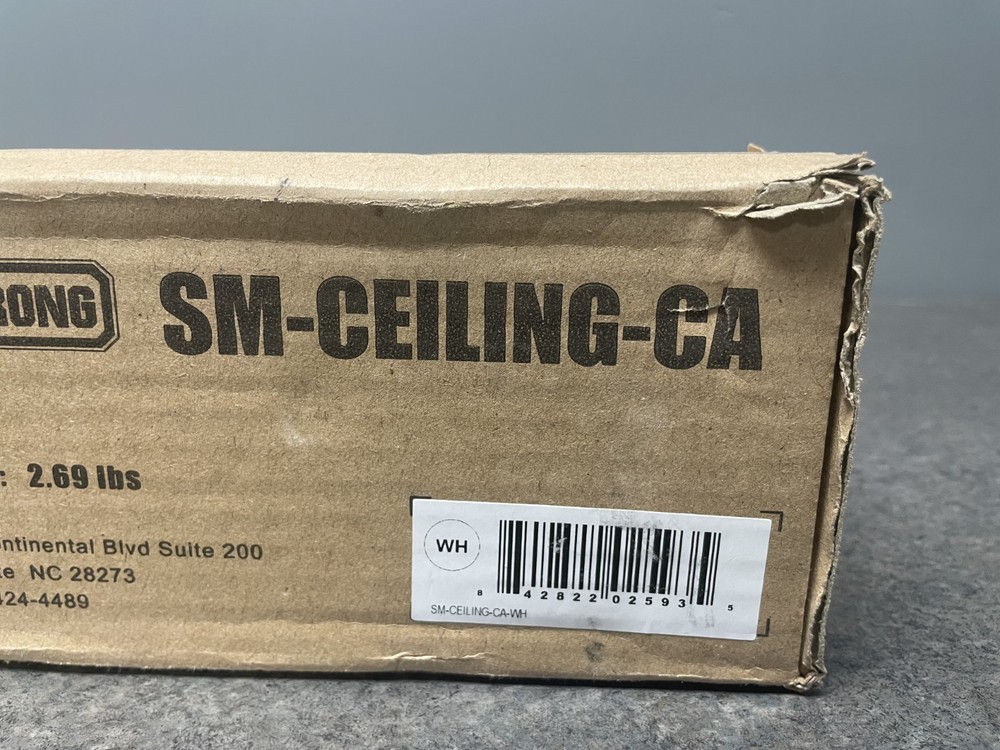 RONG
SM-CEILING-CA
: 2.69 lbs
ntinental Blvd Suite 200
te NC 28273
424-4489
WH
8 42822 02593 5
SM-CEILING-CA-WH